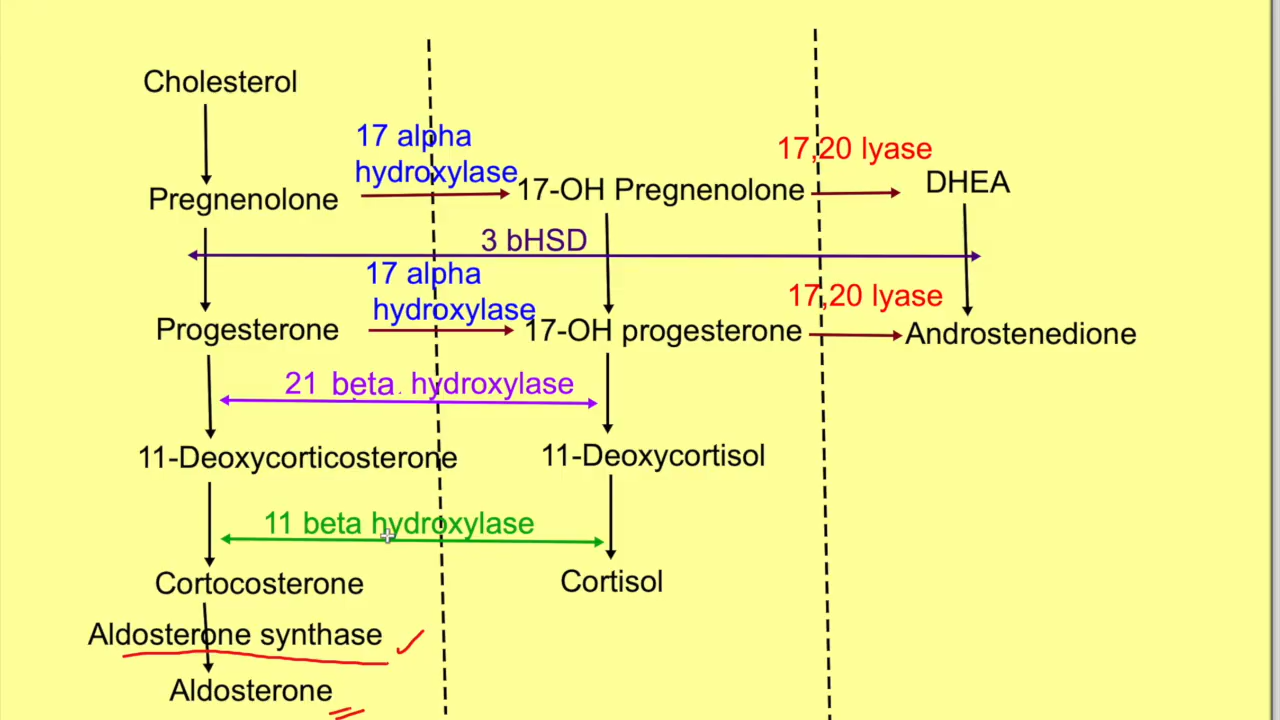 Cholesterol
17 alpha
hydroxylase
17,20 lyase
Pregnenolone
17-OH Pregnenolone
DHEA
3 bHSD
17 alpha
hydroxylase
17,20 lyase
Progesterone
17-OH progesterone
Androstenedione
21 beta hydroxylase
11-Deoxycorticosterone
11-Deoxycortisol
11 beta hydroxylase
Cortocosterone
Cortisol
Aldosterone synthase
Aldosterone